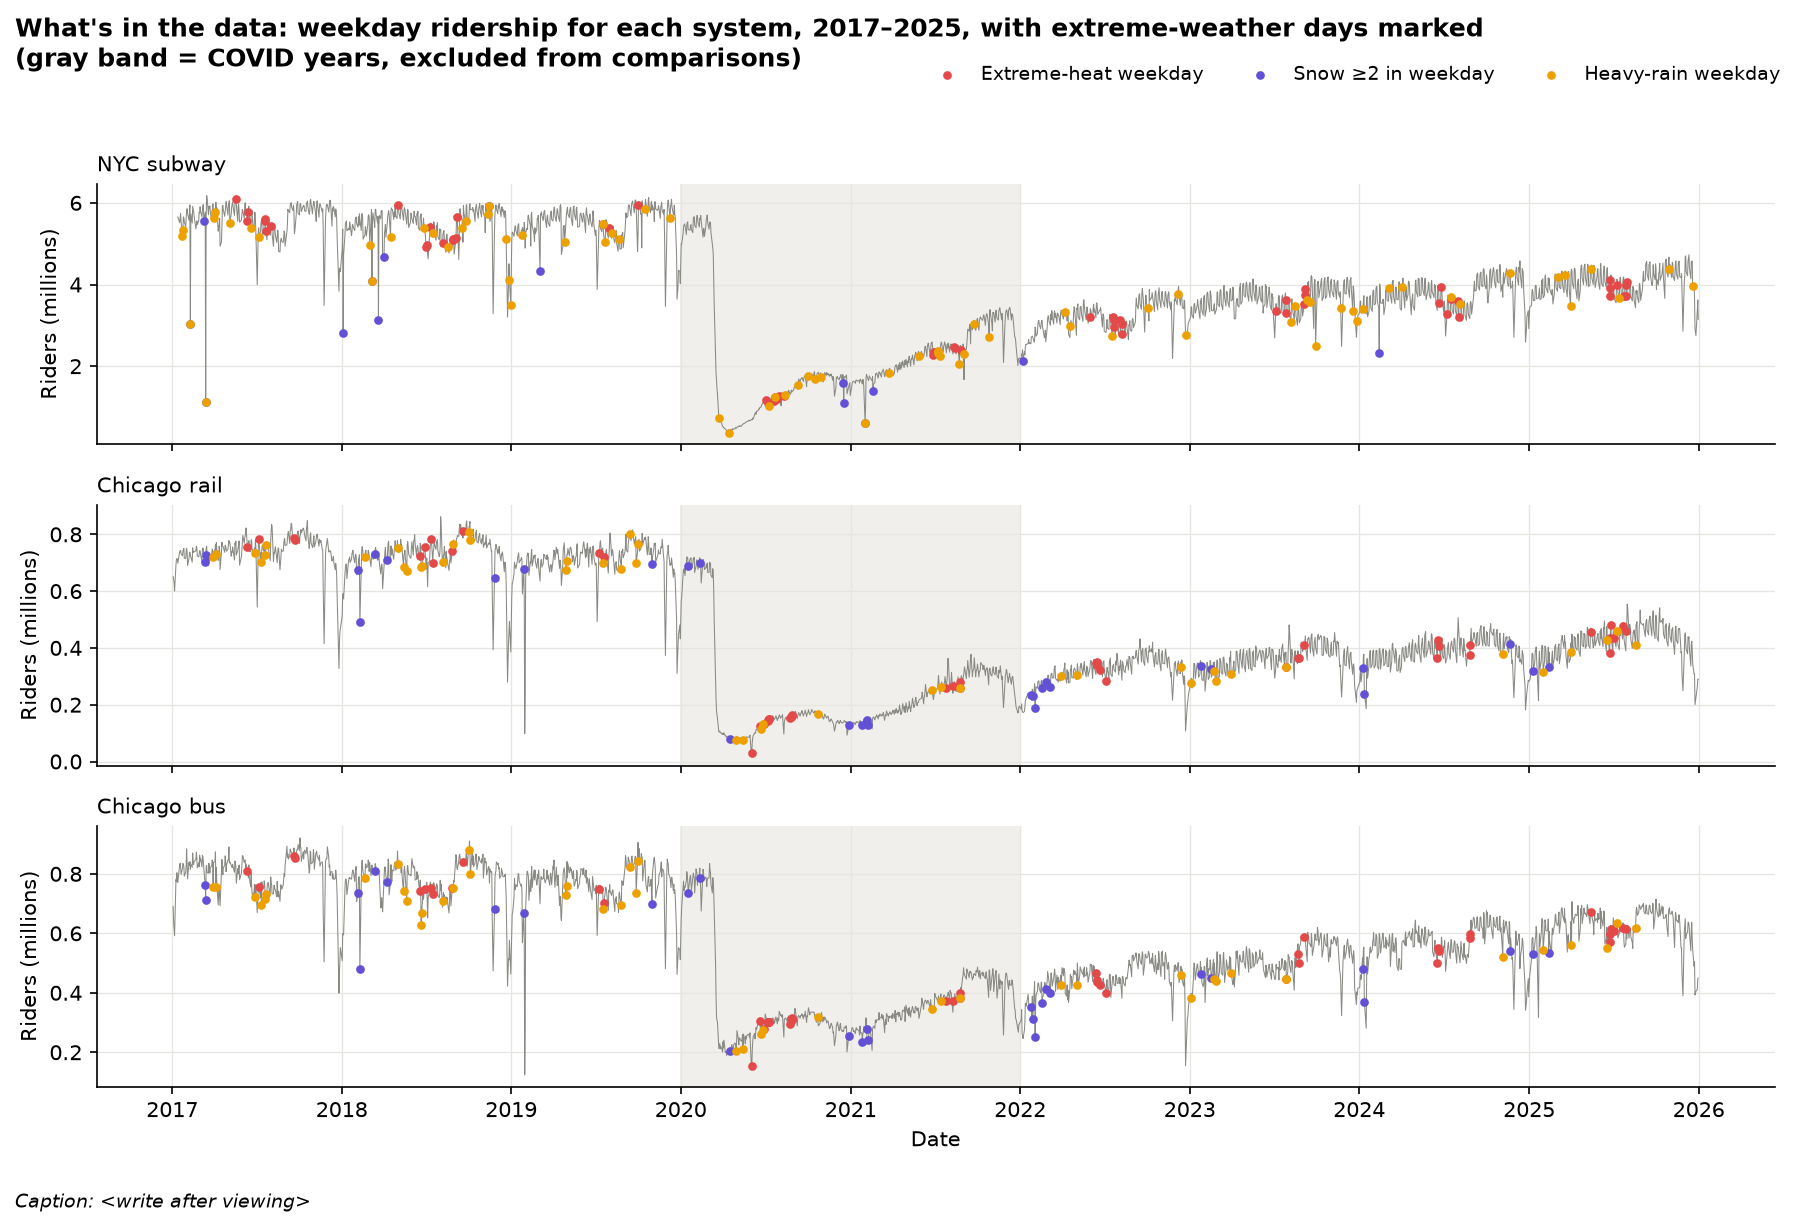 What's in the data: weekday ridership for each system, 2017–2025, with extreme-weather days marked
(gray band = COVID years, excluded from comparisons)
Extreme-heat weekday
Snow ≥2 in weekday
Heavy-rain weekday
NYC subway
Riders (millions)
6
4
2
Chicago rail
Riders (millions)
0.8
0.6
0.4
0.2
0.0
Chicago bus
Riders (millions)
0.8
0.6
0.4
0.2
2017 2018 2019 2020 2021 2022 2023 2024 2025 2026
Date
Caption: <write after viewing>